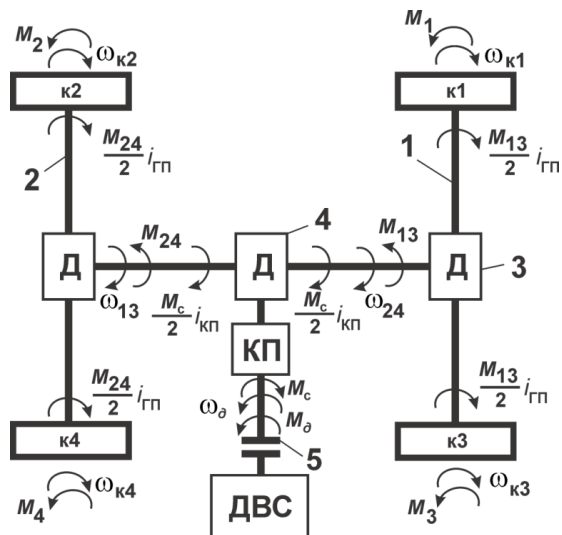 M2 ωк2
M1 ωк1
к2
к1
M24/2 iГП
M13/2 iГП
2
1
4
M24
M13
Д
Д
Д
3
ω13
ω24
Mс/2 iКП
Mс/2 iКП
КП
M24/2 iГП
M13/2 iГП
Mс
ωд
Mд
к4
к3
5
M4 ωк4
M3 ωк3
ДВС